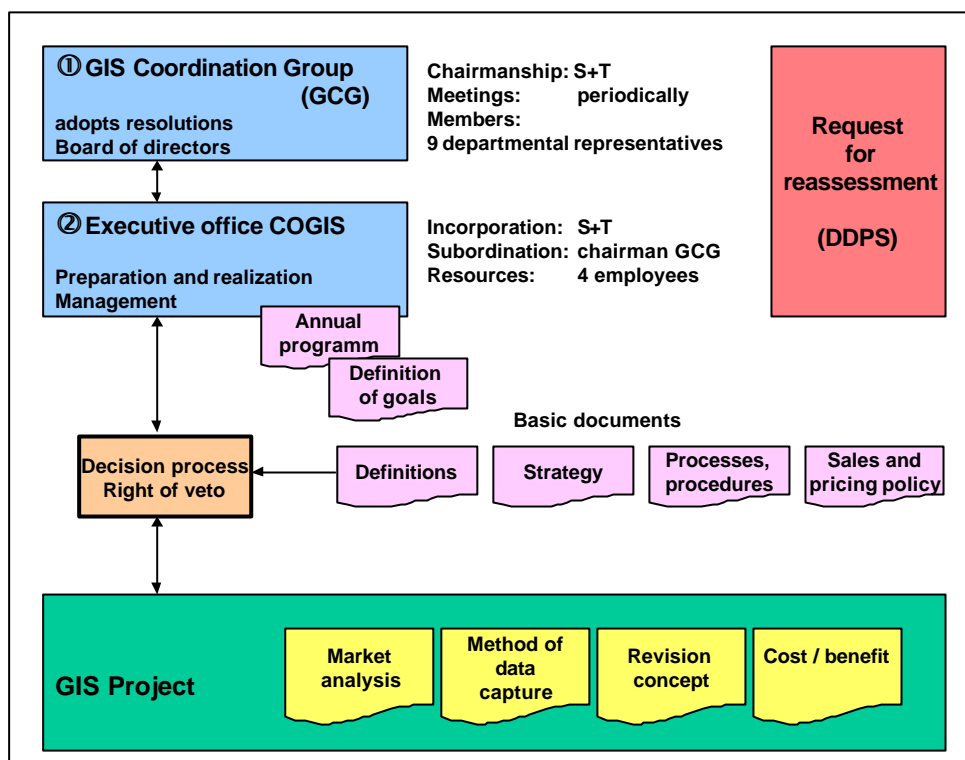 ① GIS Coordination Group
(GCG)
adopts resolutions
Board of directors
Chairmanship: S+T
Meetings: periodically
Members:
9 departmental representatives
Request
for
reassessment
(DDPS)
② Executive office COGIS
Preparation and realization
Management
Incorporation: S+T
Subordination: chairman GCG
Resources: 4 employees
Annual
programm
Definition
of goals
Basic documents
Decision process
Right of veto
Definitions
Strategy
Processes,
procedures
Sales and
pricing policy
GIS Project
Market
analysis
Method of
data
capture
Revision
concept
Cost / benefit